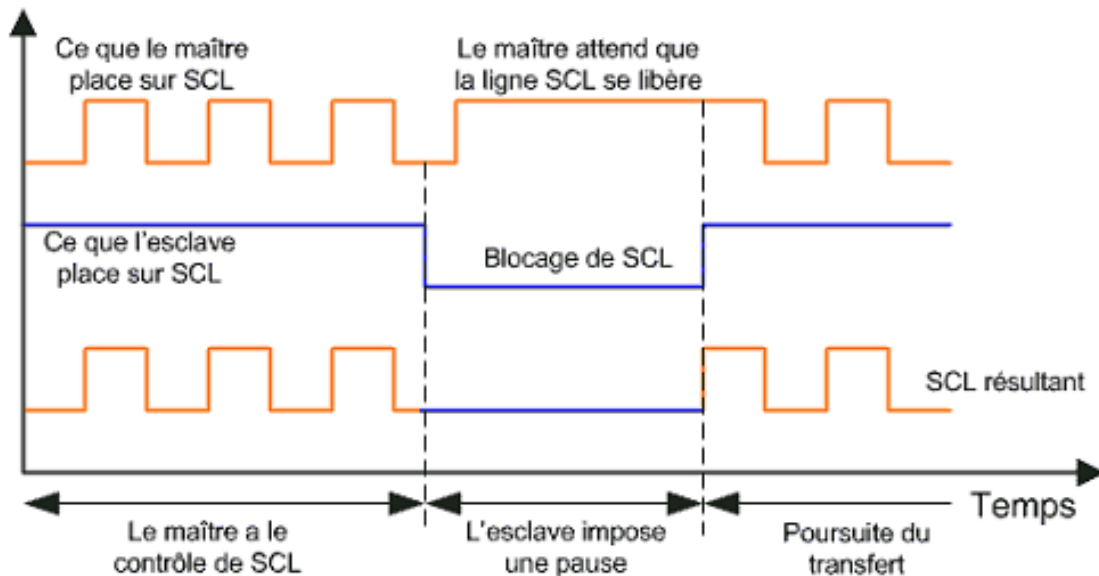 Ce que le maître
place sur SCL
Le maître attend que
la ligne SCL se libère
Ce que l'esclave
place sur SCL
Blocage de SCL
SCL résultant
Temps
Le maître a le
contrôle de SCL
L'esclave impose
une pause
Poursuite du
transfert